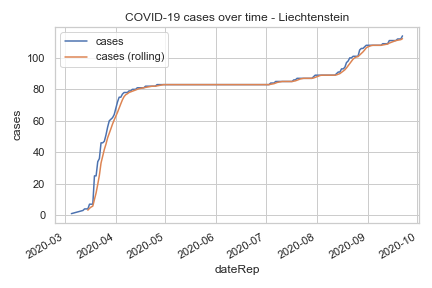 COVID-19 cases over time - Liechtenstein
cases
cases (rolling)
100
80
60
40
20
0
cases
2020-03
2020-04
2020-05
2020-06
2020-07
2020-08
2020-09
2020-10
dateRep